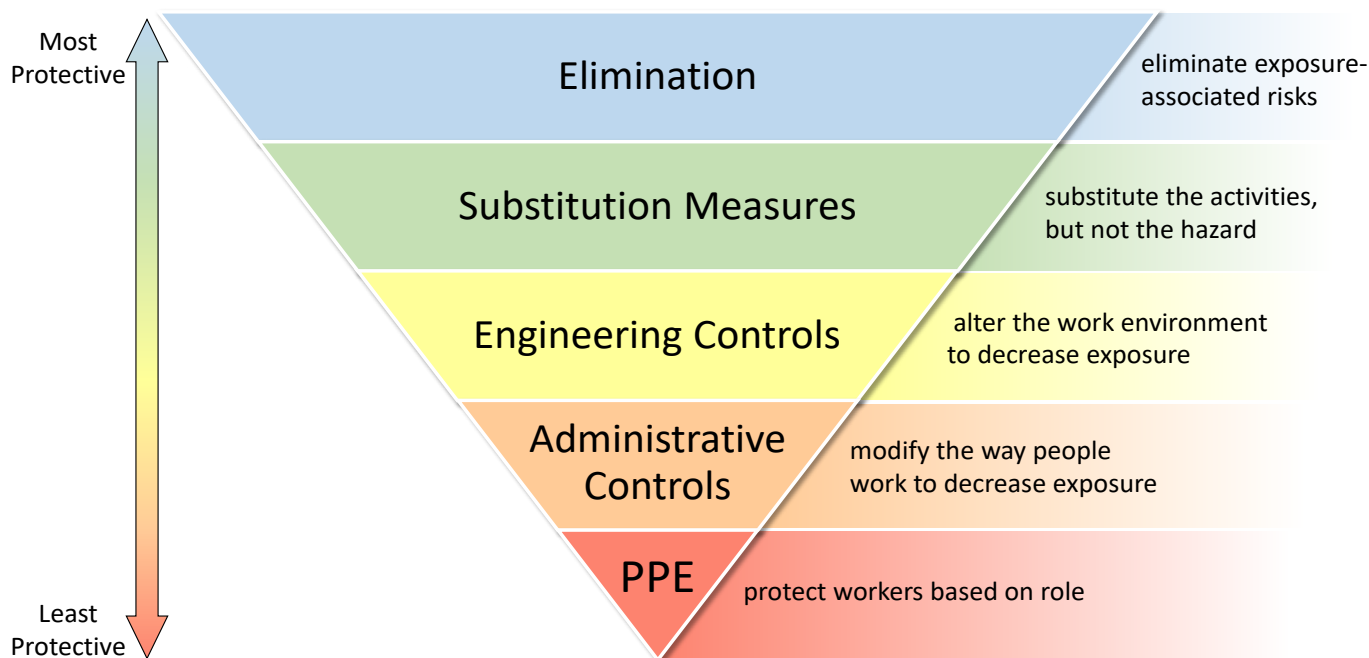 Most
Protective
Elimination
eliminate exposure-
associated risks
Substitution Measures
substitute the activities,
but not the hazard
Engineering Controls
alter the work environment
to decrease exposure
Administrative
Controls
modify the way people
work to decrease exposure
PPE
protect workers based on role
Least
Protective